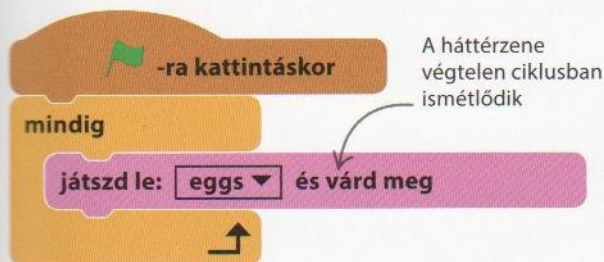 -ra kattintáskor
A háttérzene
végtelen ciklusban
ismétlődik
mindig
játszd le: eggs és várd meg